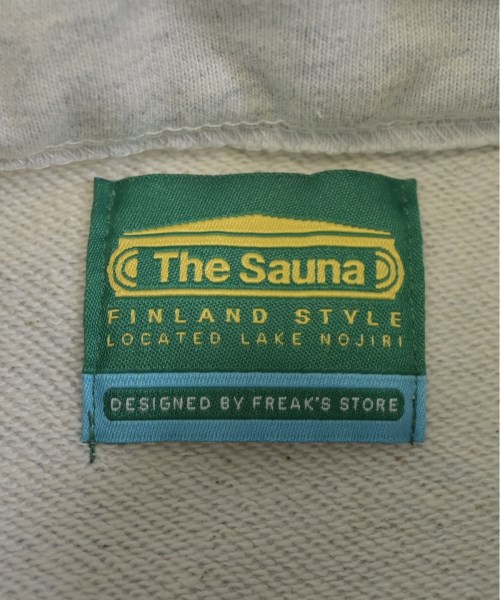 The Sauna
FINLAND STYLE
LOCATED LAKE NOJIRI
DESIGNED BY FREAK'S STORE